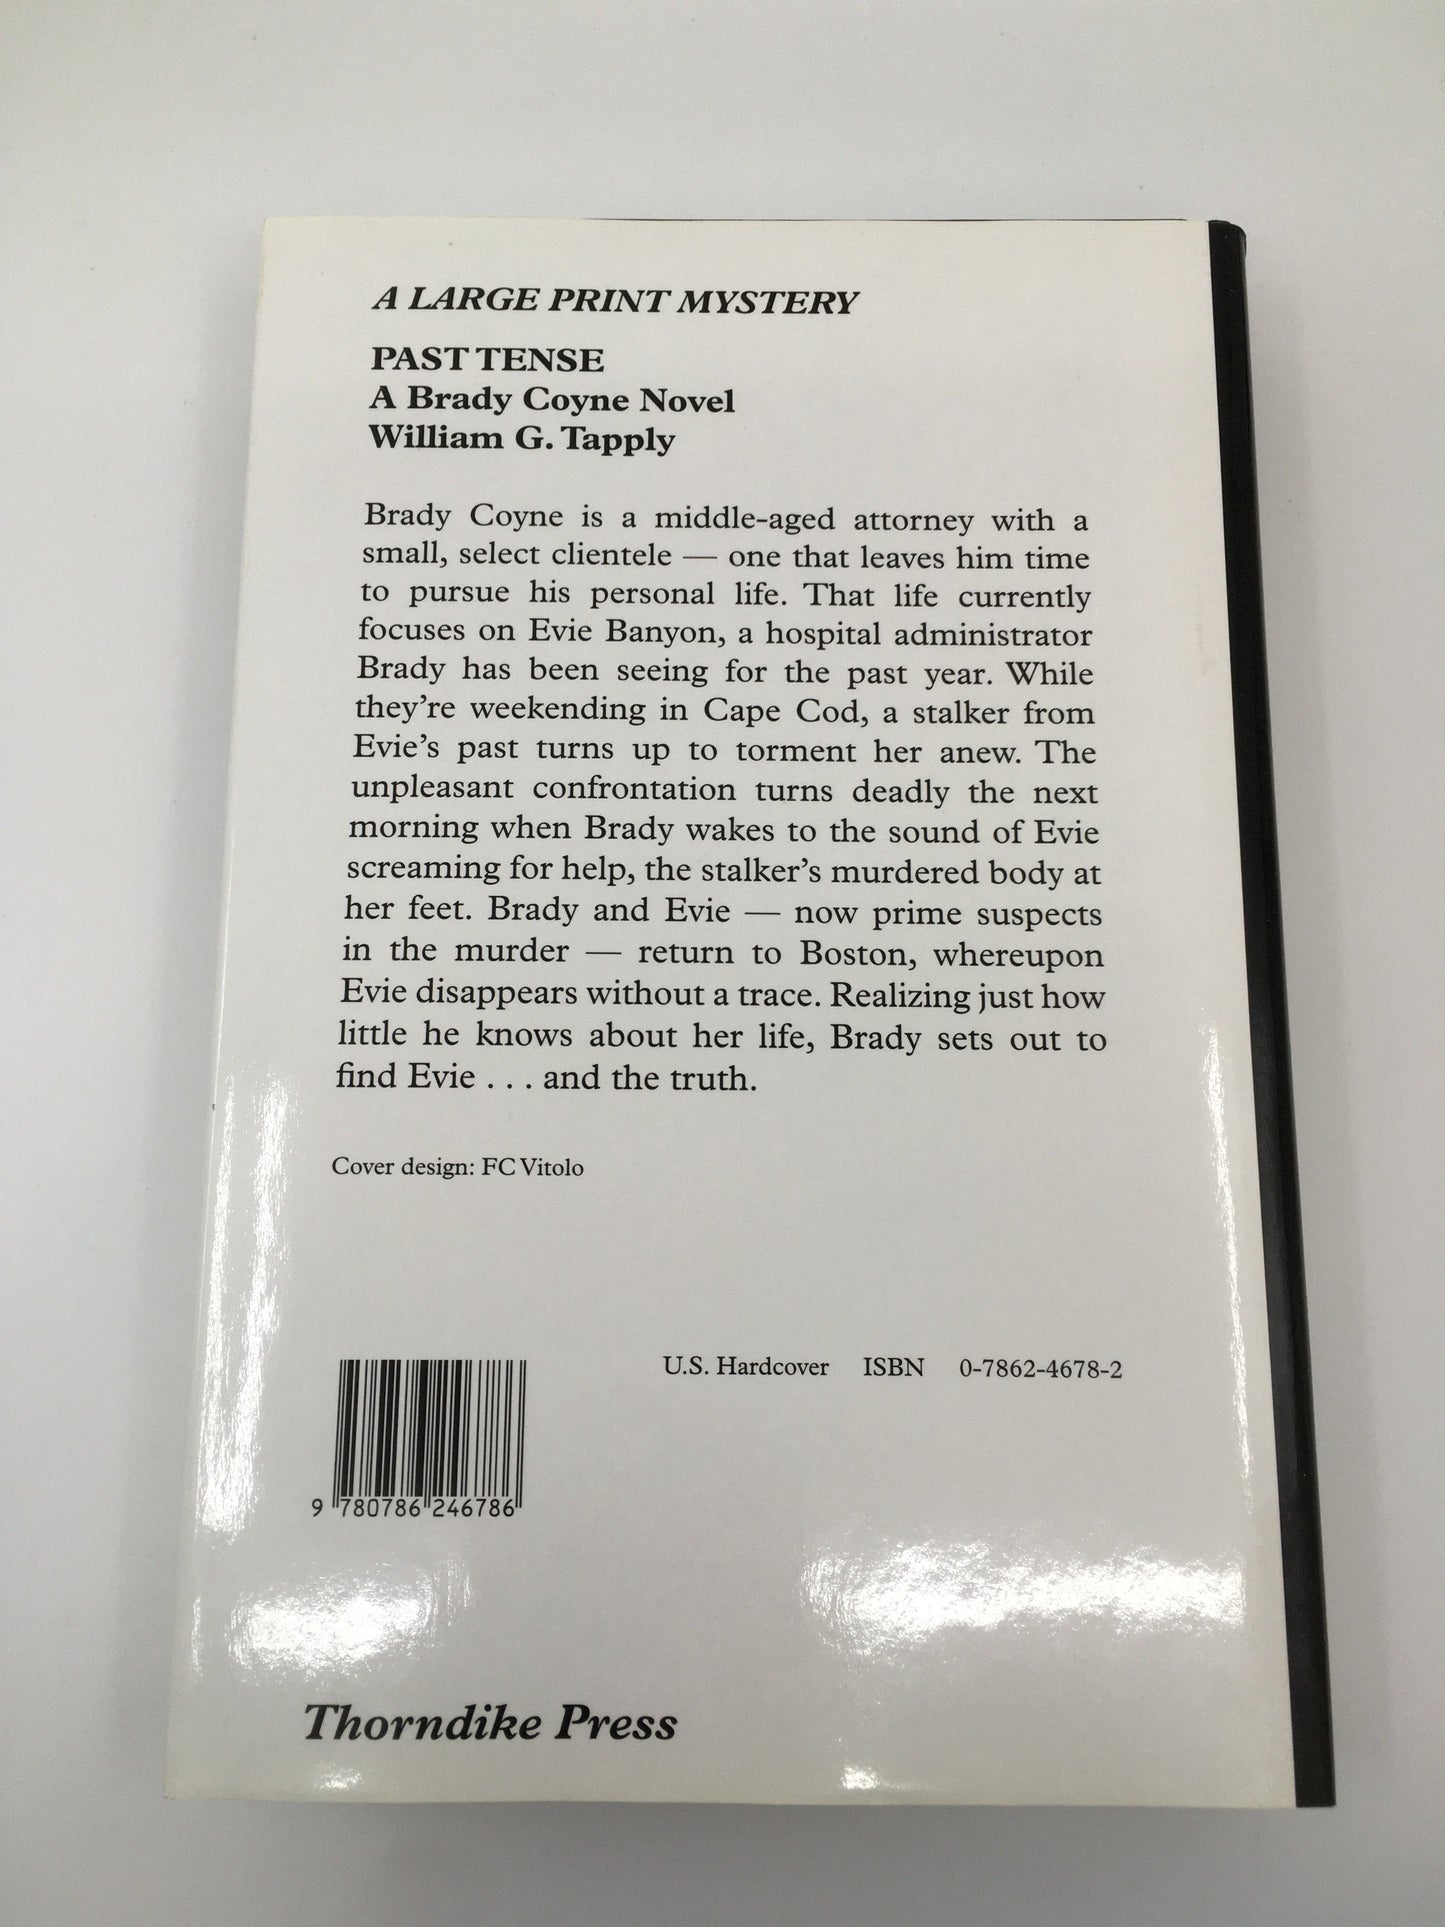 A LARGE PRINT MYSTERY
PAST TENSE
A Brady Coyne Novel
William G. Tapply
Brady Coyne is a middle-aged attorney with a
small, select clientele — one that leaves him time
to pursue his personal life. That life currently
focuses on Evie Banyon, a hospital administrator
Brady has been seeing for the past year. While
they're weekending in Cape Cod, a stalker from
Evie's past turns up to torment her anew. The
unpleasant confrontation turns deadly the next
morning when Brady wakes to the sound of Evie
screaming for help, the stalker's murdered body at
her feet. Brady and Evie — now prime suspects
in the murder — return to Boston, whereupon
Evie disappears without a trace. Realizing just how
little he knows about her life, Brady sets out to
find Evie . . . and the truth.
Cover design: FC Vitolo
U.S. Hardcover ISBN 0-7862-4678-2
9 780786 246786
Thorndike Press